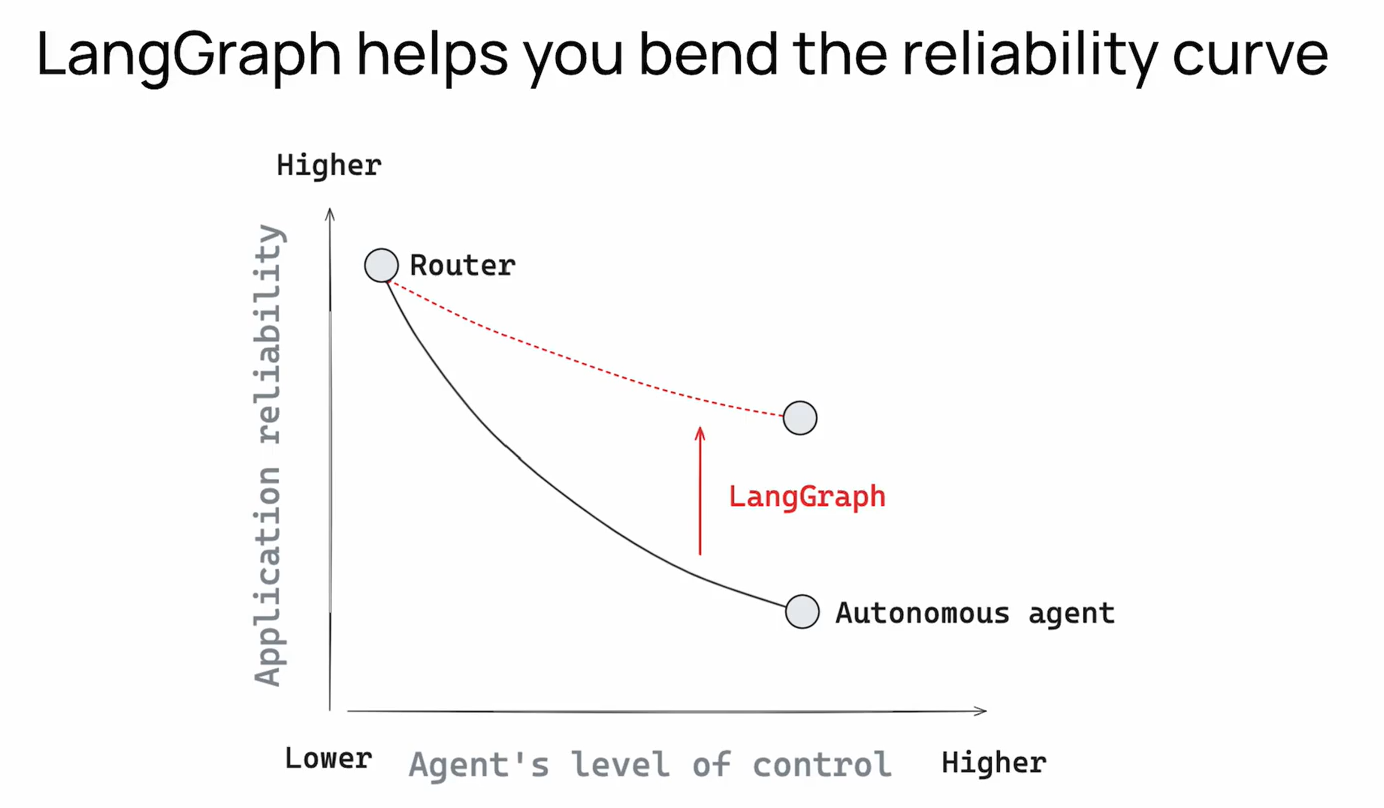 LangGraph helps you bend the reliability curve
Higher
Application reliability
Router
LangGraph
Autonomous agent
Lower
Agent's level of control
Higher